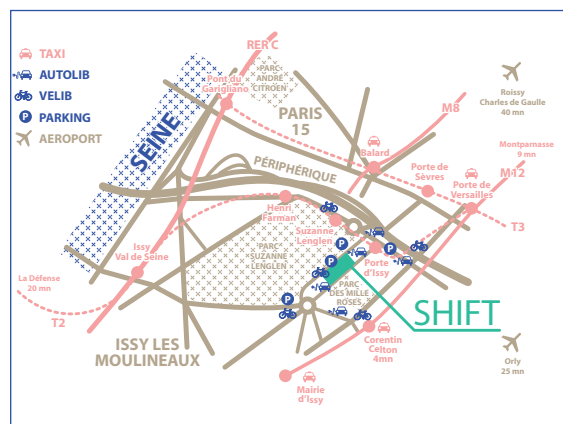 TAXI
AUTOLIB
VELIB
P PARKING
AEROPORT
RER C
PARC
ANDRÉ
CITROËN
Pont du
Garigliano
PARIS
15
SEINE
PÉRIPHÉRIQUE
Balard
M8
Roissy
Charles de Gaulle
40 mn
Montparnasse
9 mn
M12
Porte de
Sèvres
Porte de
Versailles
T3
Henri
Farman
Suzanne
Lenglen
Issy
Val de Seine
PARC
SUZANNE
LENGLEN
P
P
P
Porte
d'Issy
La Défense
20 mn
T2
P
PARC
DES MILLE
ROSES
SHIFT
ISSY LES
MOULINEAUX
Corentin
Celton
4mn
Mairie
d'Issy
Orly
25 mn